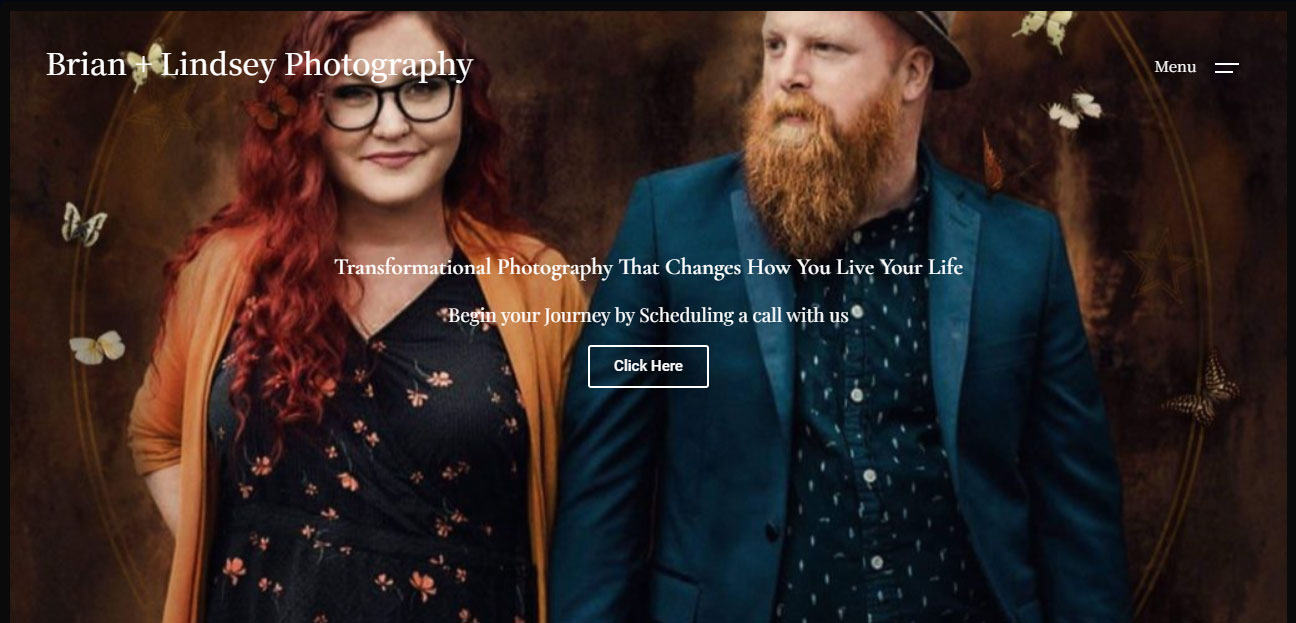 Brian + Lindsey Photography
Menu
Transformational Photography That Changes How You Live Your Life
Begin your Journey by Scheduling a call with us
Click Here